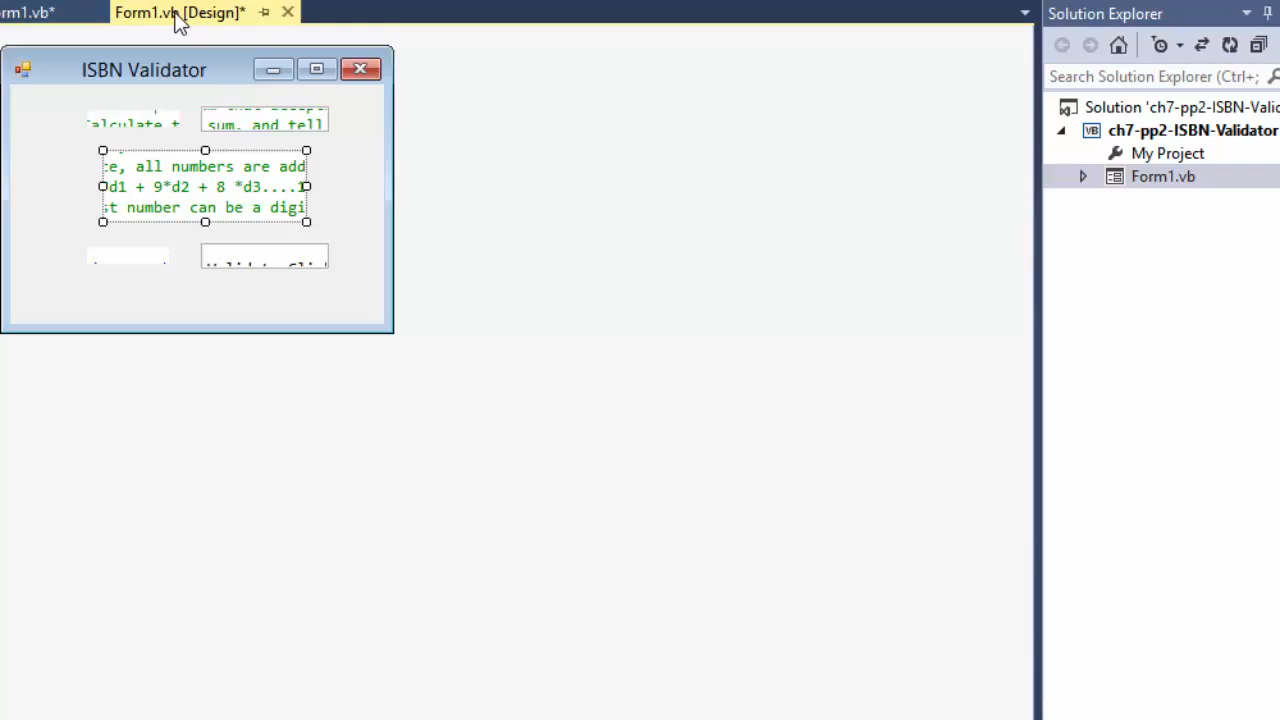 rm1.vb*
Form1.vb [Design]*
Solution Explorer
ISBN Validator
Search Solution Explorer (Ctrl+;
Solution 'ch7-pp2-ISBN-Valid
ch7-pp2-ISBN-Validator
My Project
Form1.vb
alculate t
sum, and tell
e, all numbers are add
d1 + 9*d2 + 8 *d3....1
t number can be a digi